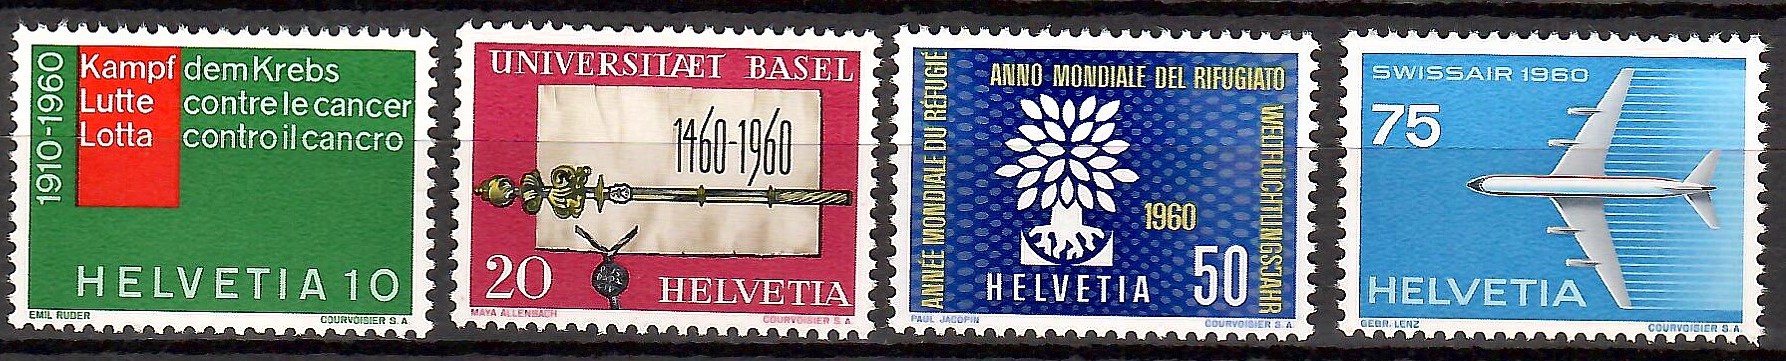 1910-1960
Kampf dem Krebs
Lutte contre le cancer
Lotta contro il cancro
HELVETIA 10
EMIL RUDER
COURVOISIER S.A.
UNIVERSITÆT BASEL
1460-1960
20
HELVETIA
MAYA ALLENBACH
COURVOISIER S.A.
ANNÉE MONDIALE DU RÉFUGIÉ
ANNO MONDIALE DEL RIFUGIATO
WELTFLÜCHTLINGSJAHR
1960
HELVETIA 50
PAUL JACOPIN
COURVOISIER S.A.
SWISSAIR 1960
75
HELVETIA
GEBR. LENZ
COURVOISIER S.A.